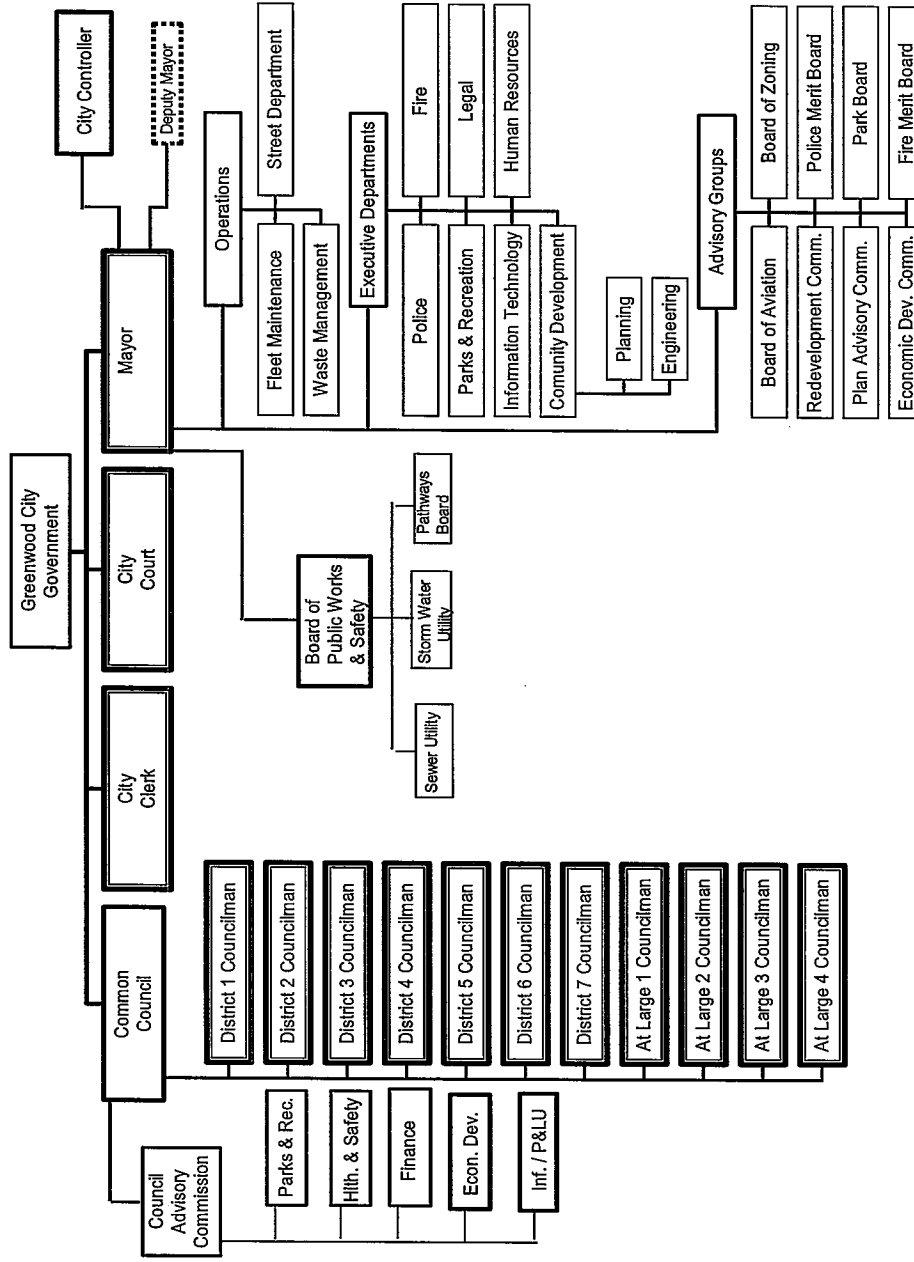 Greenwood City
Government
Common
Council
City
Clerk
City
Court
Mayor
City Controller
Deputy Mayor
Council
Advisory
Commission
Parks & Rec.
Hlth. & Safety
Finance
Econ. Dev.
Inf. / P&LU
District 1 Councilman
District 2 Councilman
District 3 Councilman
District 4 Councilman
District 5 Councilman
District 6 Councilman
District 7 Councilman
At Large 1 Councilman
At Large 2 Councilman
At Large 3 Councilman
At Large 4 Councilman
Board of
Public Works
& Safety
Sewer Utility
Storm Water
Utility
Pathways
Board
Operations
Fleet Maintenance
Street Department
Waste Management
Executive Departments
Police
Fire
Parks & Recreation
Legal
Information Technology
Human Resources
Comunity Development
Planning
Engineering
Advisory Groups
Board of Aviation
Board of Zoning
Redevelopment Comm.
Police Merit Board
Plan Advisory Comm.
Park Board
Economic Dev. Comm.
Fire Merit Board